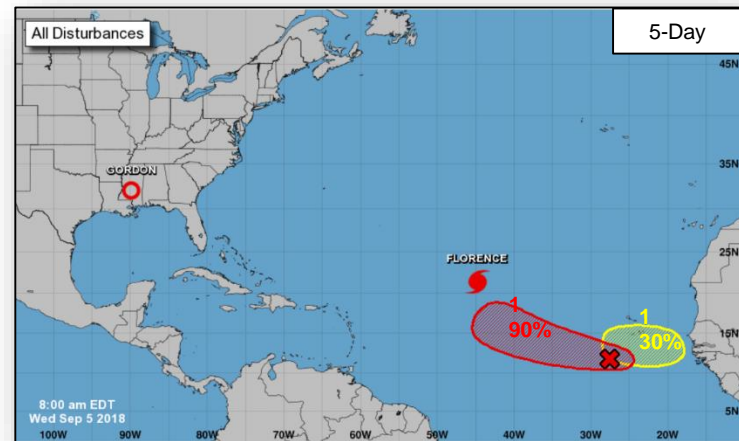 All Disturbances
5-Day
45N
35N
GORDON
FLORENCE
25N
1
90%
1
30%
15N
8:00 am EDT
Wed Sep 5 2018
5N
100W 90W 80W 70W 60W 50W 40W 30W 20W